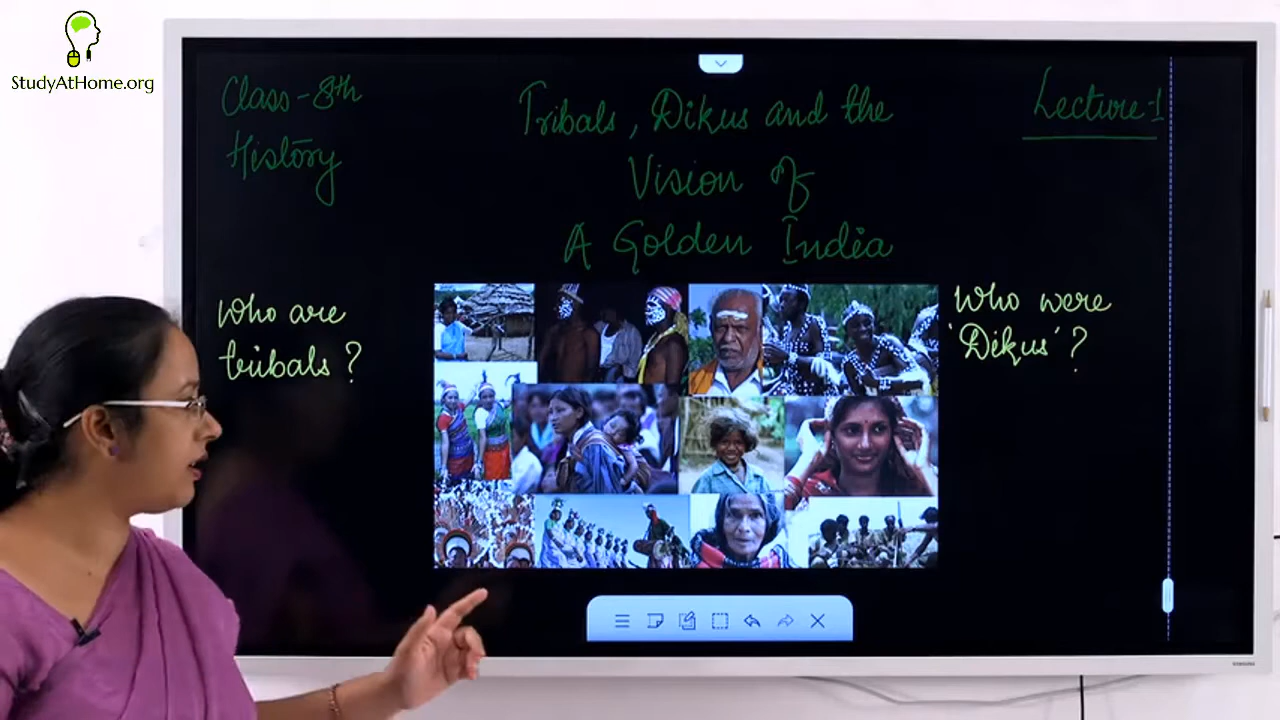 StudyAtHome.org
Class-8th
History
Tribals, Dikus and the
Vision of
A Golden India
Lecture-1
Who are
tribals?
Who were
'Dikus'?
SAMSUNG